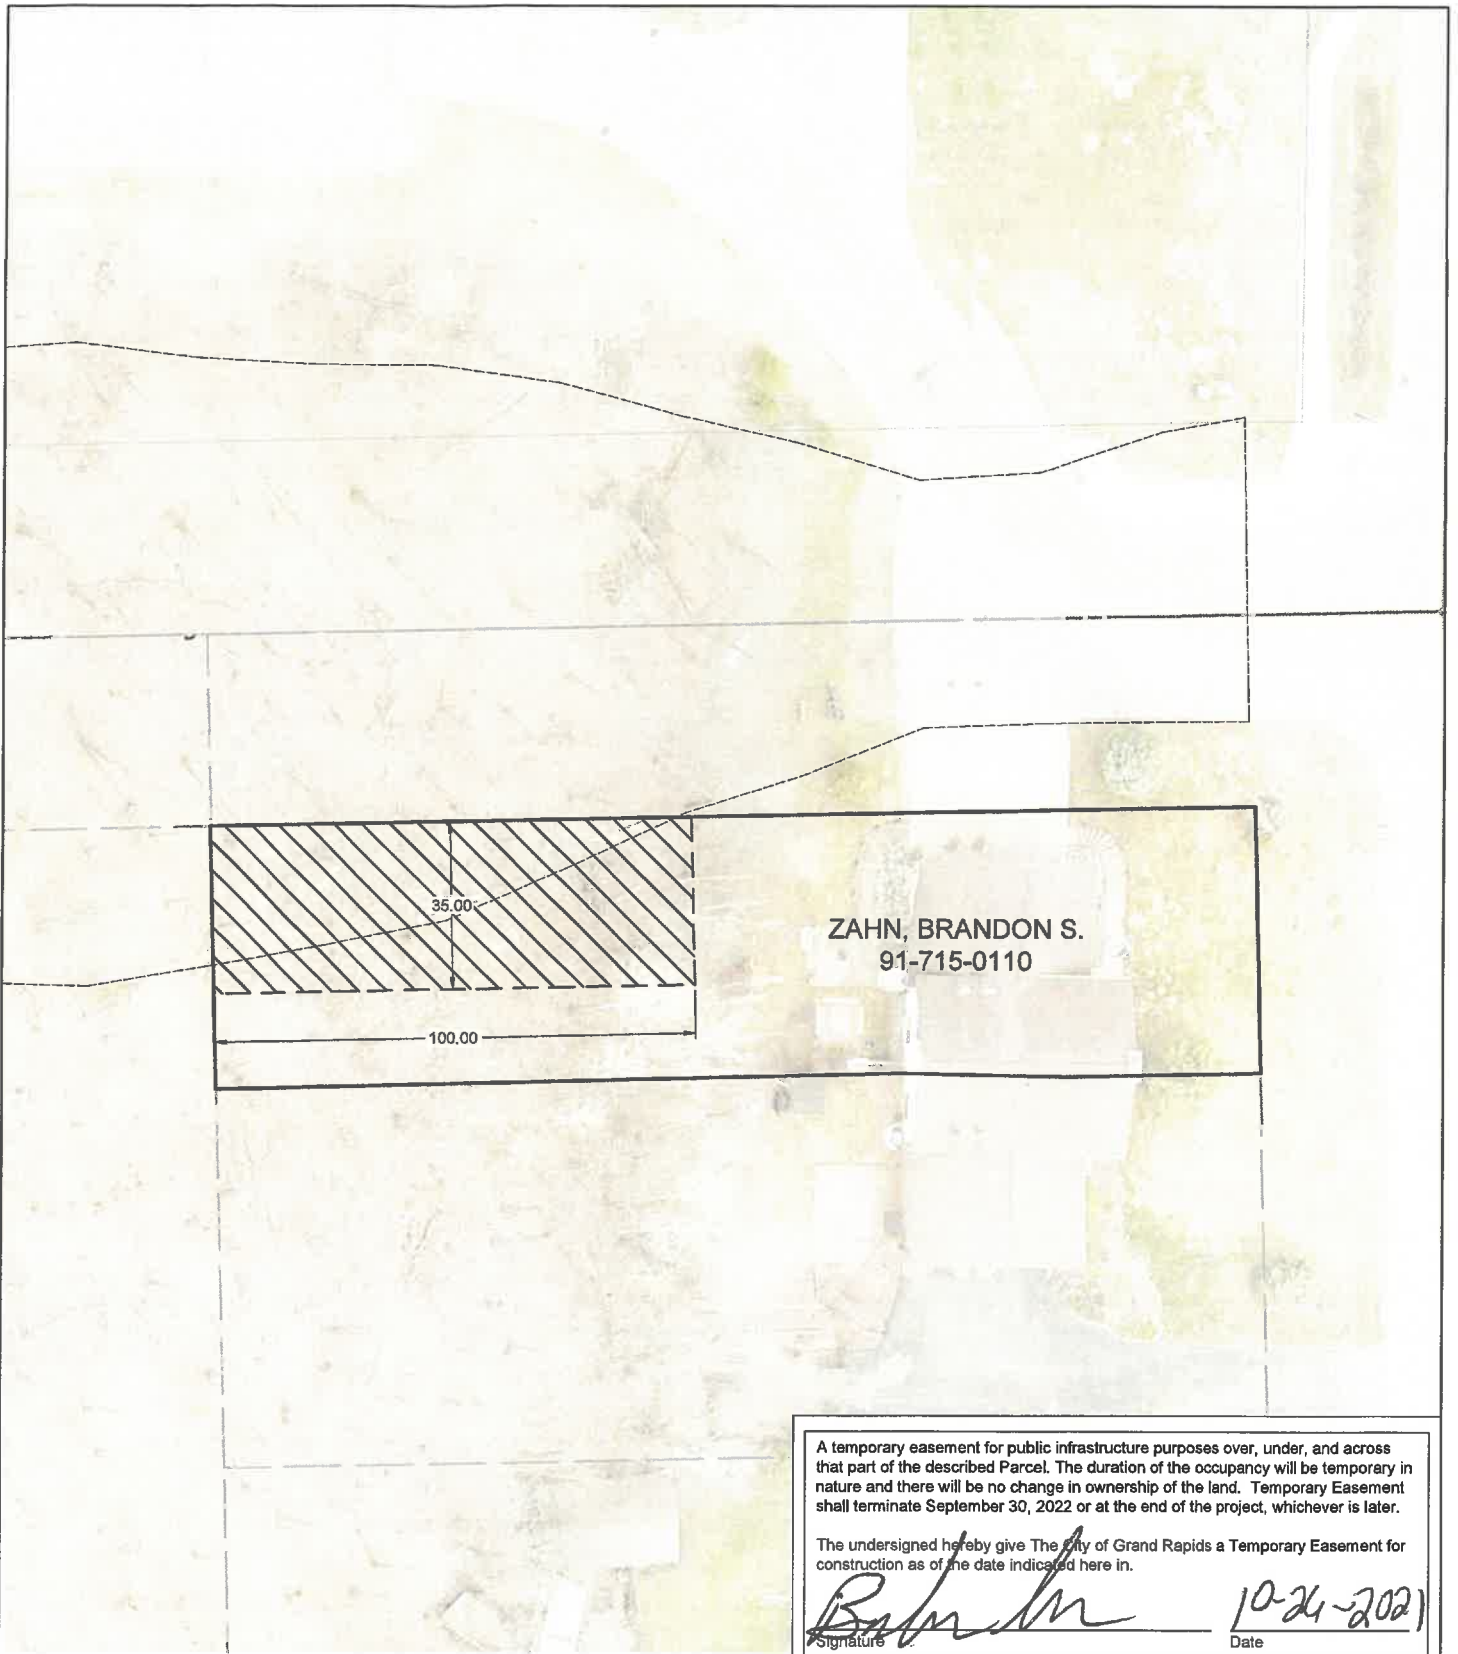 35.00
ZAHN, BRANDON S.
91-715-0110
100.00
A temporary easement for public infrastructure purposes over, under, and across
that part of the described Parcel. The duration of the occupancy will be temporary in
nature and there will be no change in ownership of the land. Temporary Easement
shall terminate September 30, 2022 or at the end of the project, whichever is later.
The undersigned hereby give The City of Grand Rapids a Temporary Easement for
construction as of the date indicated here in.
10-24-2021
Signature
Date